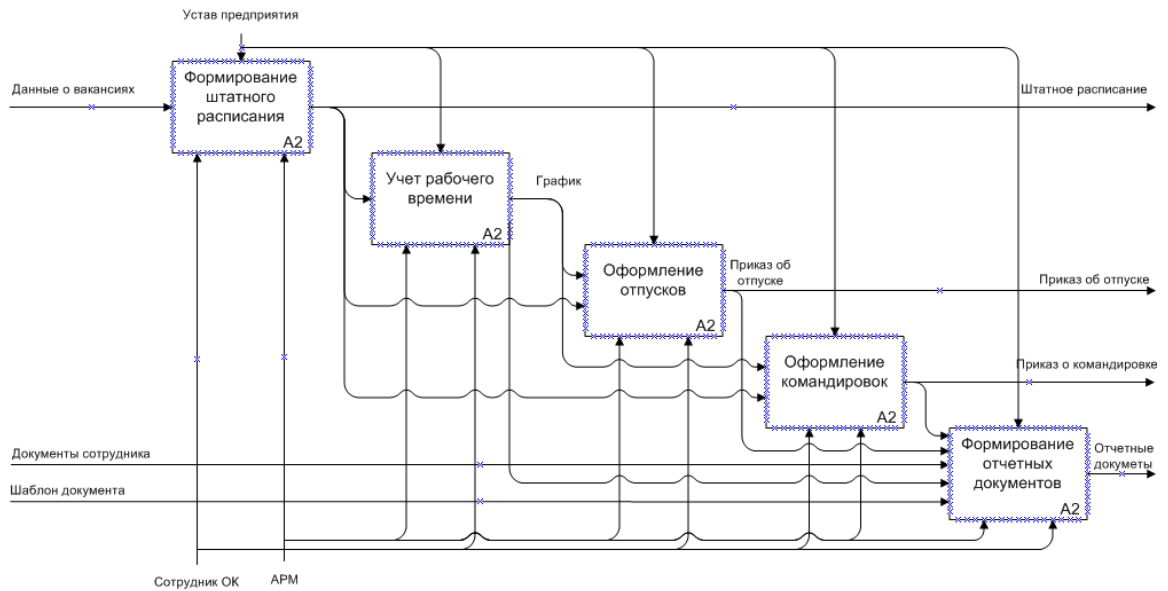 Устав предприятия
Данные о вакансиях
Формирование
штатного
расписания
A2
Штатное расписание
Учет рабочего
времени
A2
График
Оформление
отпусков
A2
Приказ об
отпуске
Приказ об отпуске
Оформление
командировок
A2
Приказ о командировке
Документы сотрудника
Шаблон документа
Формирование
отчетных
документов
A2
Отчетные
докуметы
Сотрудник ОК
АРМ